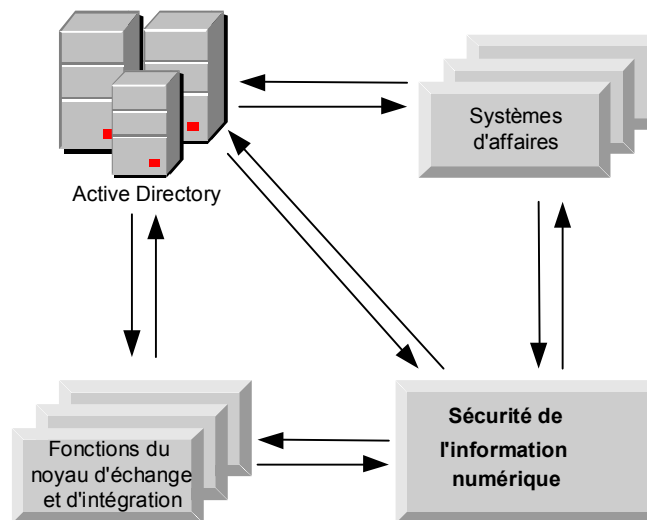 Systèmes
d'affaires
Active Directory
Fonctions du
noyau d'échange
et d'intégration
Sécurité de
l'information
numérique